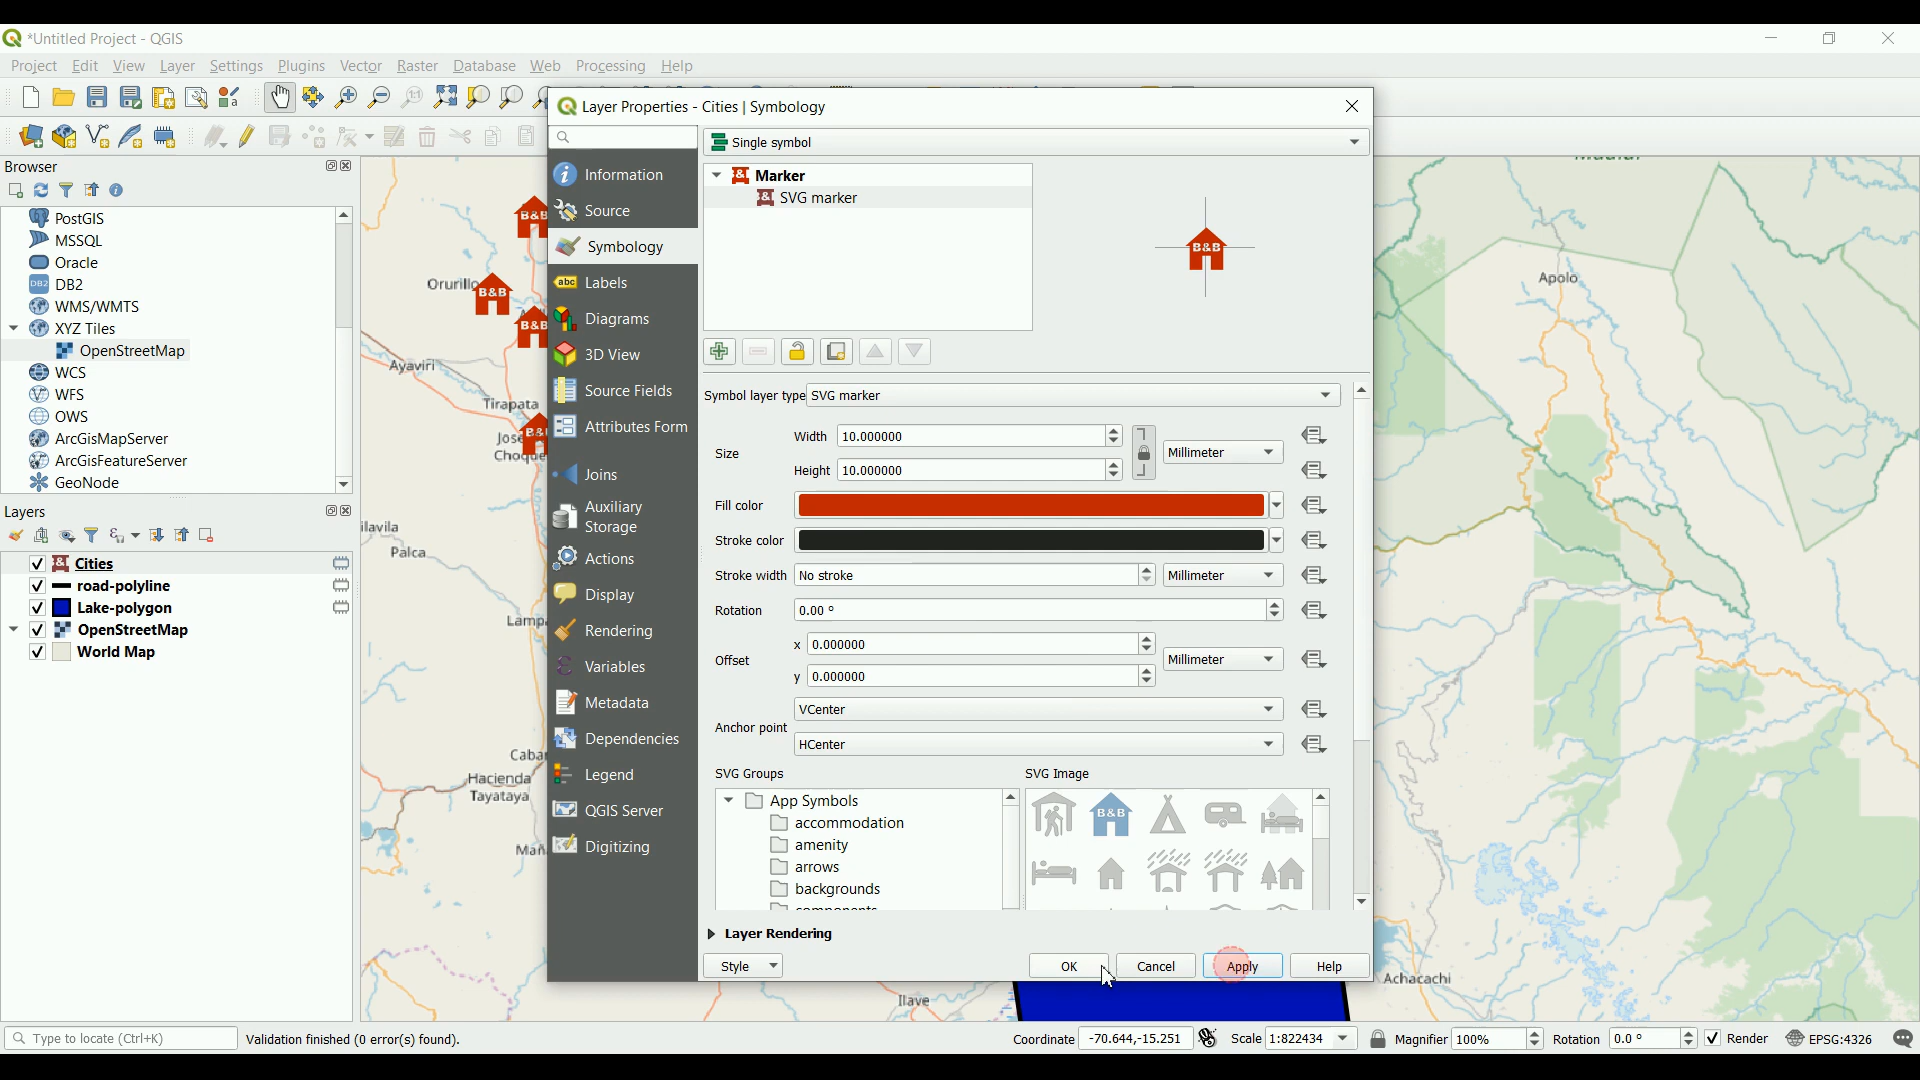 *Untitled Project - QGIS
Project Edit View Layer Settings Plugins Vector Raster Database Web Processing Help
Browser
PostGIS
MSSQL
Oracle
DB2
WMS/WMTS
XYZ Tiles
OpenStreetMap
WCS
WFS
OWS
ArcGisMapServer
ArcGisFeatureServer
GeoNode
Layers
Cities
road-polyline
Lake-polygon
OpenStreetMap
World Map
B&B
Orurillo
B&B
B&B
Ayaviri
Tirapata
José
Choque
Palca
Lampa
Hacienda
Tayataya
Ilave
Layer Properties - Cities | Symbology
Information
Source
Symbology
abc Labels
Diagrams
3D View
Source Fields
Attributes Form
Joins
Auxiliary
Storage
Actions
Display
Rendering
Variables
Metadata
Dependencies
Legend
QGIS Server
Digitizing
Single symbol
Marker
SVG marker
B&B
Symbol layer type SVG marker
Size
Width 10.000000
Height 10.000000
Millimeter
Fill color
Stroke color
Stroke width No stroke Millimeter
Rotation 0.00 °
Offset
x 0.000000
y 0.000000
Millimeter
Anchor point
VCenter
HCenter
SVG Groups
SVG Image
App Symbols
accommodation
amenity
arrows
backgrounds
components
B&B
Layer Rendering
Style
OK Cancel Apply Help
Apolo
Achacachi
Type to locate (Ctrl+K) Validation finished (0 error(s) found). Coordinate -70.644,-15.251 Scale 1:822434 Magnifier 100% Rotation 0.0 ° Render EPSG:4326